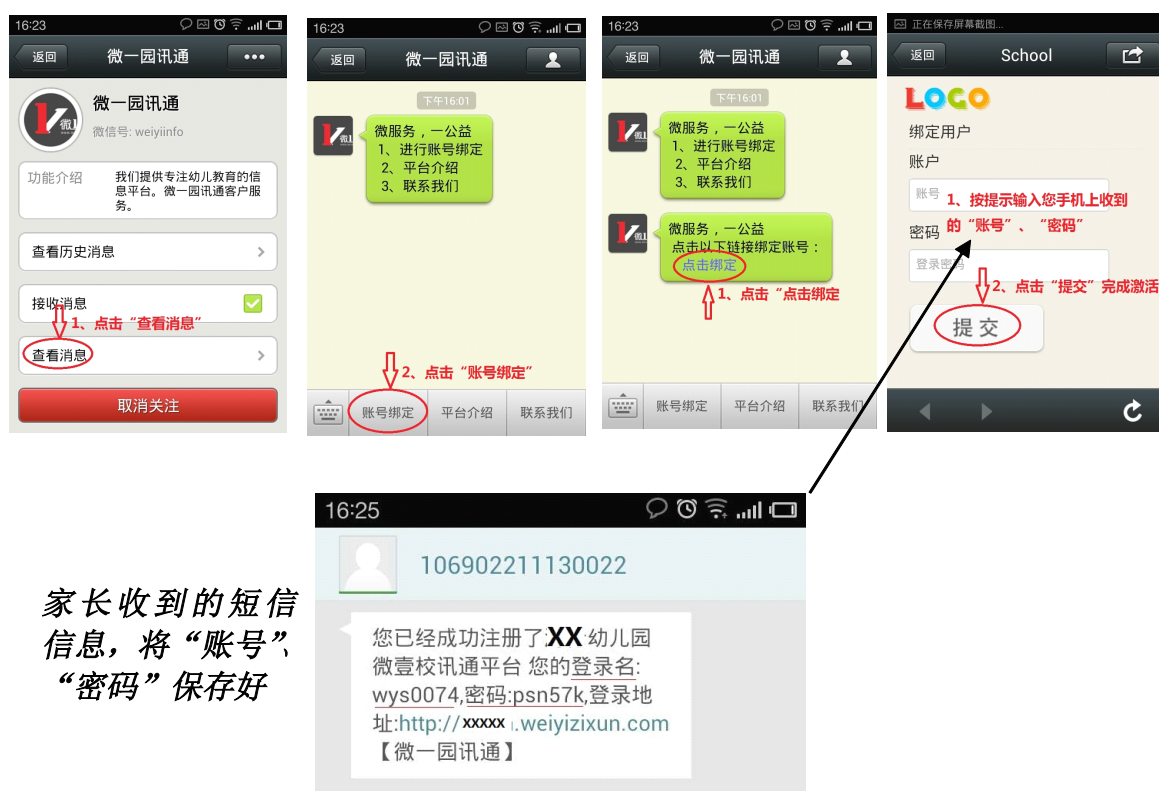 16:23
返回
微一园讯通
微1
微一园讯通
微信号: weiyiinfo
功能介绍
我们提供专注幼儿教育的信
息平台。微一园讯通客户服
务。
查看历史消息
接收消息
1、点击“查看消息”
查看消息
取消关注
16:23
返回
微一园讯通
下午16:01
微1
微服务，一公益
1、进行账号绑定
2、平台介绍
3、联系我们
2、点击“账号绑定”
账号绑定
平台介绍
联系我们
16:23
返回
微一园讯通
下午16:01
微1
微服务，一公益
1、进行账号绑定
2、平台介绍
3、联系我们
微1
微服务，一公益
点击以下链接绑定账号：
点击绑定
1、点击“点击绑定
账号绑定
平台介绍
联系我们
正在保存屏幕截图...
返回
School
LOGO
绑定用户
账户
账号
1、按提示输入您手机上收到
的“账号”、“密码”
密码
登录密码
2、点击“提交”完成激活
提交
16:25
106902211130022
您已经成功注册了XX幼儿园
微壹校讯通平台 您的登录名:
wys0074,密码:psn57k,登录地
址:http://xxxxx.weiyizixun.com
【微一园讯通】
家长收到的短信
信息，将“账号”、
“密码”保存好